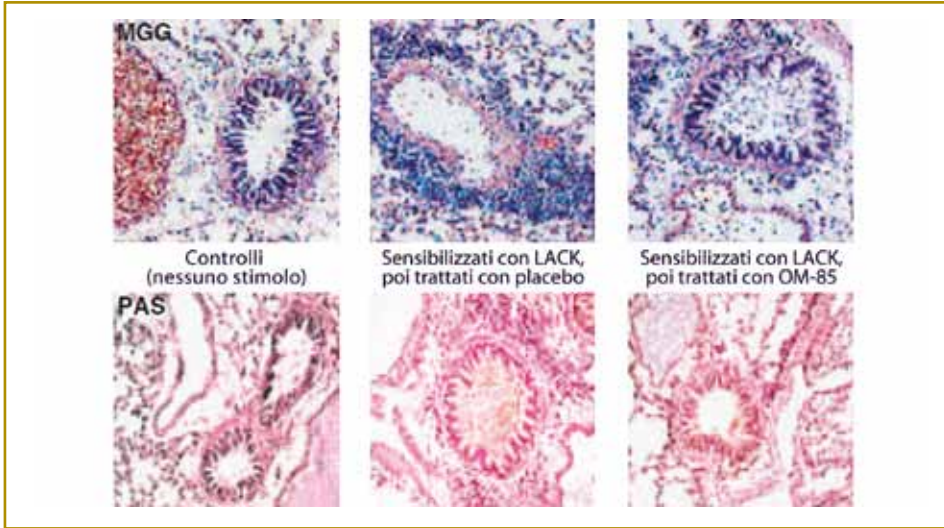 MGG
Controlli
(nessuno stimolo)
Sensibilizzati con LACK,
poi trattati con placebo
Sensibilizzati con LACK,
poi trattati con OM-85
PAS